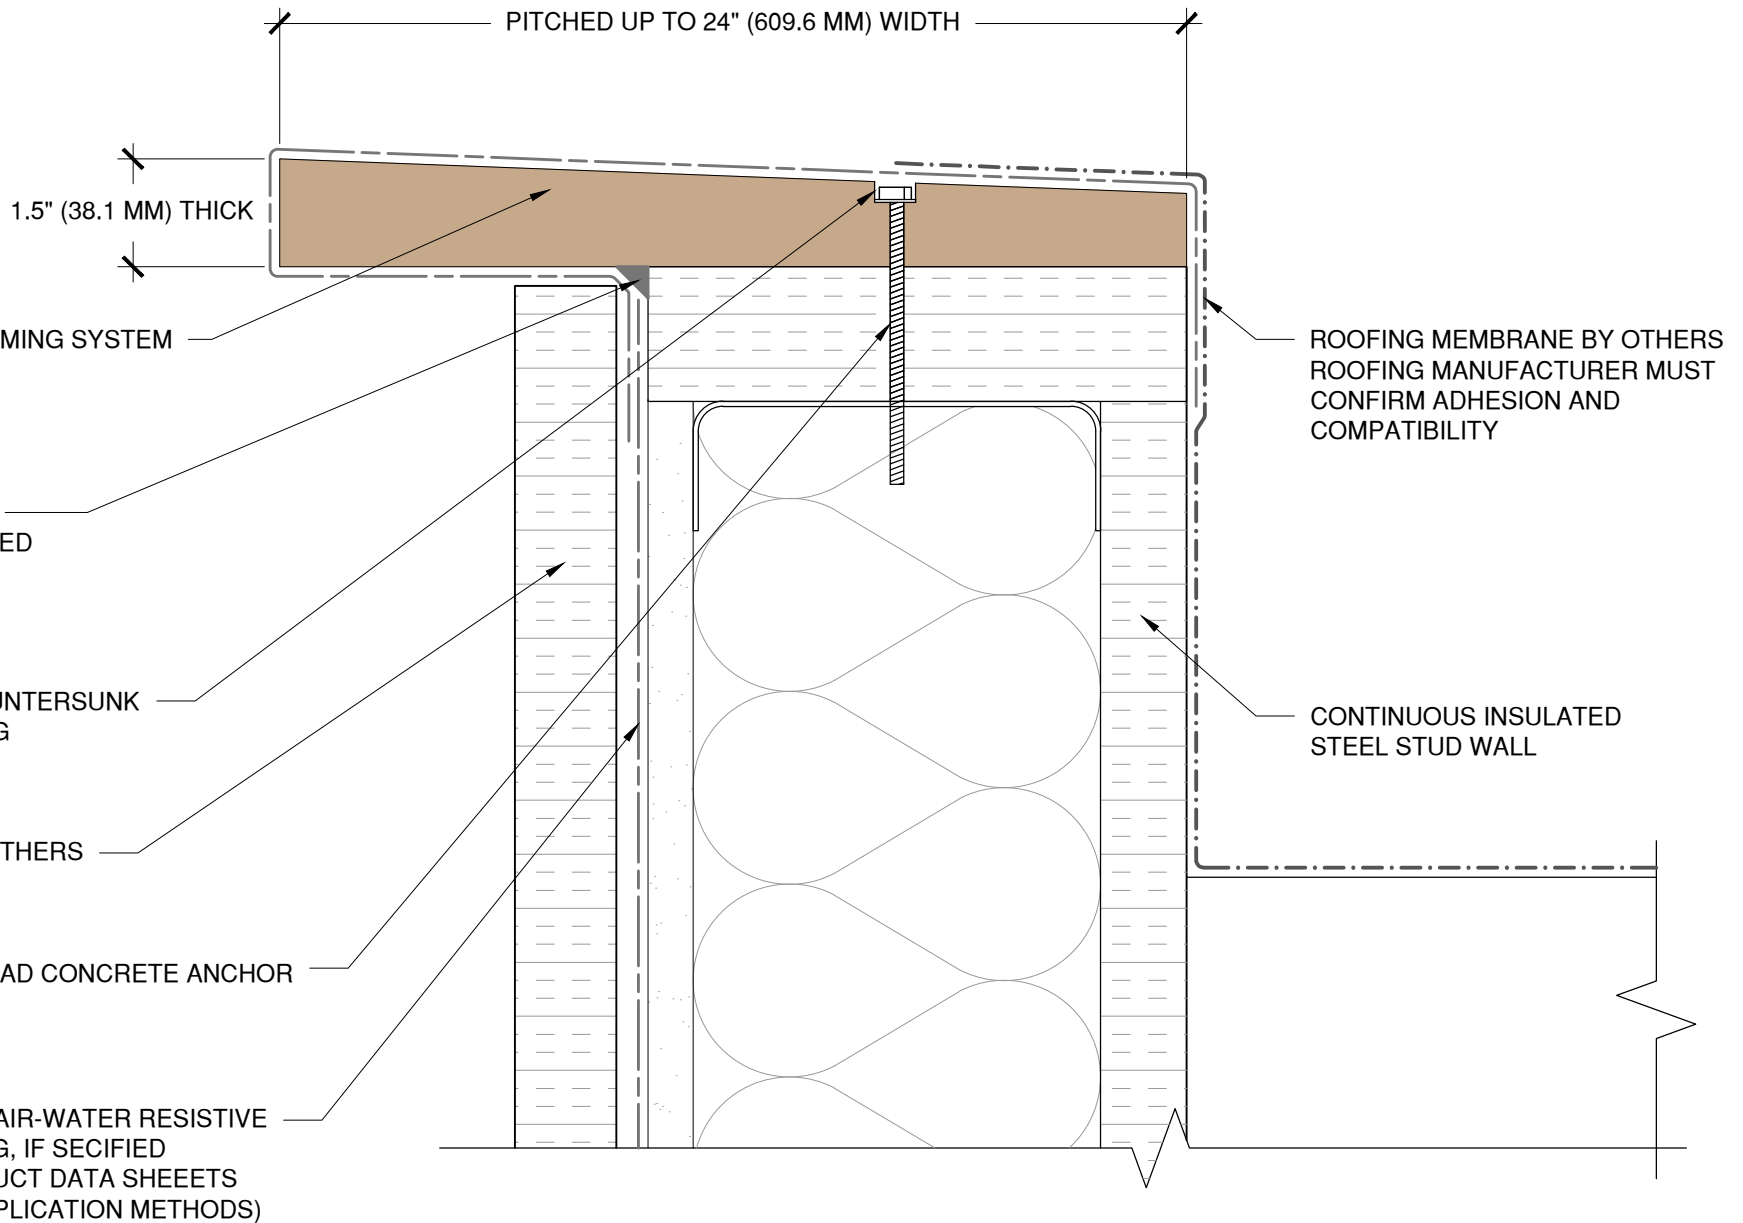 PITCHED UP TO 24" (609.6 MM) WIDTH
1.5" (38.1 MM) THICK
MING SYSTEM
ED
UNTERSUNK
G
THERS
AD CONCRETE ANCHOR
AIR-WATER RESISTIVE
G, IF SECIFIED
UCT DATA SHEEETS
PLICATION METHODS)
ROOFING MEMBRANE BY OTHERS
ROOFING MANUFACTURER MUST
CONFIRM ADHESION AND
COMPATIBILITY
CONTINUOUS INSULATED
STEEL STUD WALL